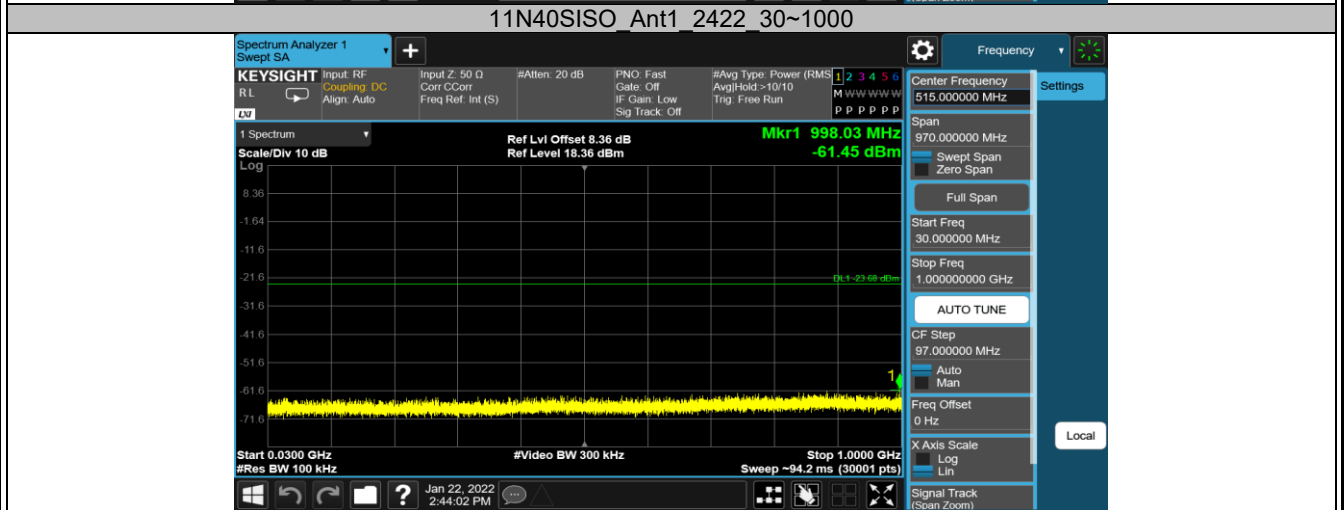 (Span Zoom)
11N40SISO_Ant1_2422_30~1000
Spectrum Analyzer 1
Swept SA
+
Frequency
KEYSIGHT
RL
LXI
Input: RF
Coupling: DC
Align: Auto
Input Z: 50 Ω
Corr CCorr
Freq Ref: Int (S)
#Atten: 20 dB
PNO: Fast
Gate: Off
IF Gain: Low
Sig Track: Off
#Avg Type: Power (RMS
Avg|Hold:>10/10
Trig: Free Run
1 2 3 4 5 6
M W W W W W
P P P P P P
1 Spectrum
Scale/Div 10 dB
Log
Ref Lvl Offset 8.36 dB
Ref Level 18.36 dBm
Mkr1 998.03 MHz
-61.45 dBm
8.36
-1.64
-11.6
-21.6
DL1 -23.68 dBm
-31.6
-41.6
-51.6
1
-61.6
-71.6
Start 0.0300 GHz
#Res BW 100 kHz
#Video BW 300 kHz
Stop 1.0000 GHz
Sweep ~94.2 ms (30001 pts)
?
Jan 22, 2022
2:44:02 PM
Center Frequency
515.000000 MHz
Settings
Span
970.000000 MHz
Swept Span
Zero Span
Full Span
Start Freq
30.000000 MHz
Stop Freq
1.000000000 GHz
AUTO TUNE
CF Step
97.000000 MHz
Auto
Man
Freq Offset
0 Hz
X Axis Scale
Log
Lin
Local
Signal Track
(Span Zoom)